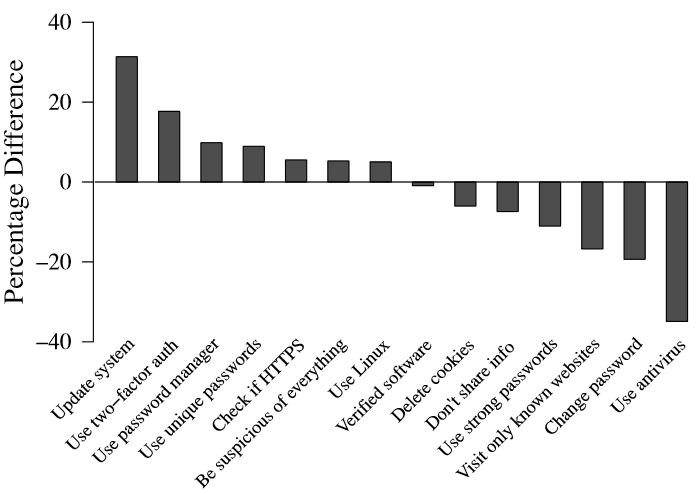 Percentage Difference
40
20
0
–20
–40
Update system
Use two–factor auth
Use password manager
Use unique passwords
Check if HTTPS
Be suspicious of everything
Use Linux
Verified software
Delete cookies
Don't share info
Use strong passwords
Visit only known websites
Change password
Use antivirus